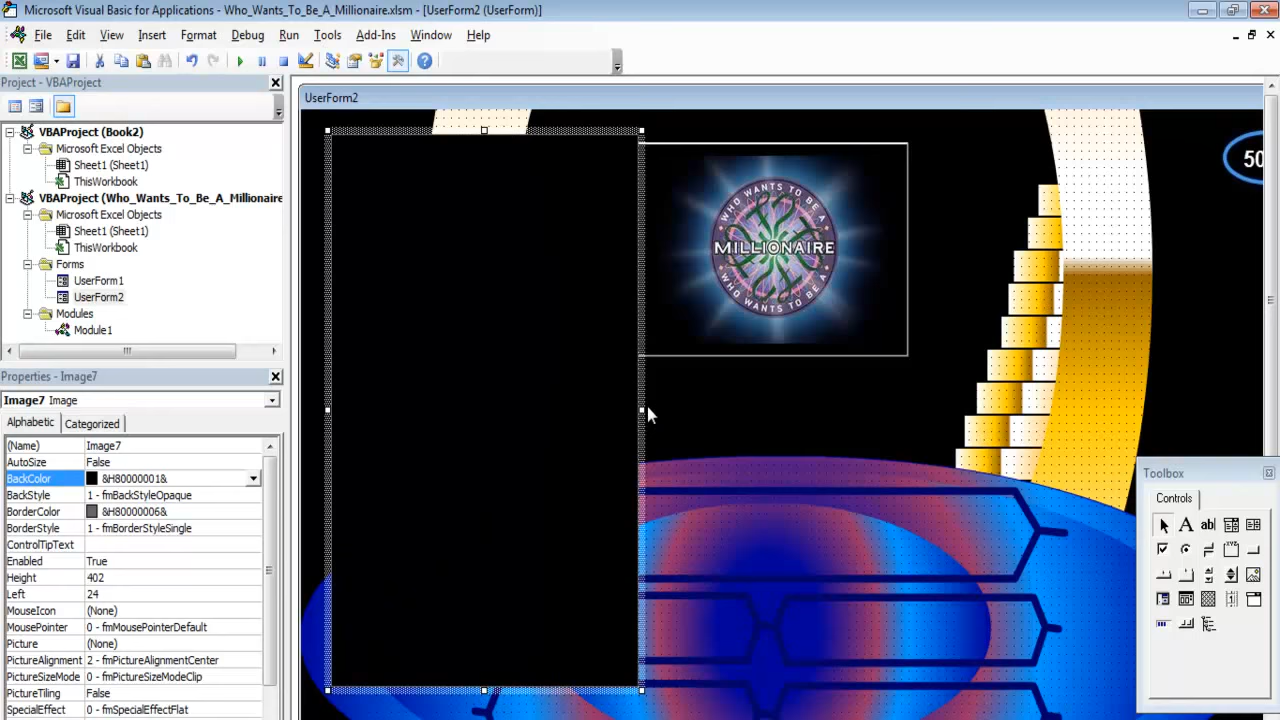 Microsoft Visual Basic for Applications - Who_Wants_To_Be_A_Millionaire.xlsm - [UserForm2 (UserForm)]
File Edit View Insert Format Debug Run Tools Add-Ins Window Help
Project - VBAProject
UserForm2
VBAProject (Book2)
Microsoft Excel Objects
Sheet1 (Sheet1)
ThisWorkbook
VBAProject (Who_Wants_To_Be_A_Millionaire
Microsoft Excel Objects
Sheet1 (Sheet1)
ThisWorkbook
Forms
UserForm1
UserForm2
Modules
Module1
WHO WANTS TO BE A
MILLIONAIRE
WHO WANTS TO BE A
50
Properties - Image7
Image7 Image
Alphabetic Categorized
(Name) Image7
AutoSize False
BackColor &H80000001&
BackStyle 1 - fmBackStyleOpaque
BorderColor &H80000006&
BorderStyle 1 - fmBorderStyleSingle
ControlTipText
Enabled True
Height 402
Left 24
MouseIcon (None)
MousePointer 0 - fmMousePointerDefault
Picture (None)
PictureAlignment 2 - fmPictureAlignmentCenter
PictureSizeMode 0 - fmPictureSizeModeClip
PictureTiling False
SpecialEffect 0 - fmSpecialEffectFlat
Toolbox
Controls
A ab|